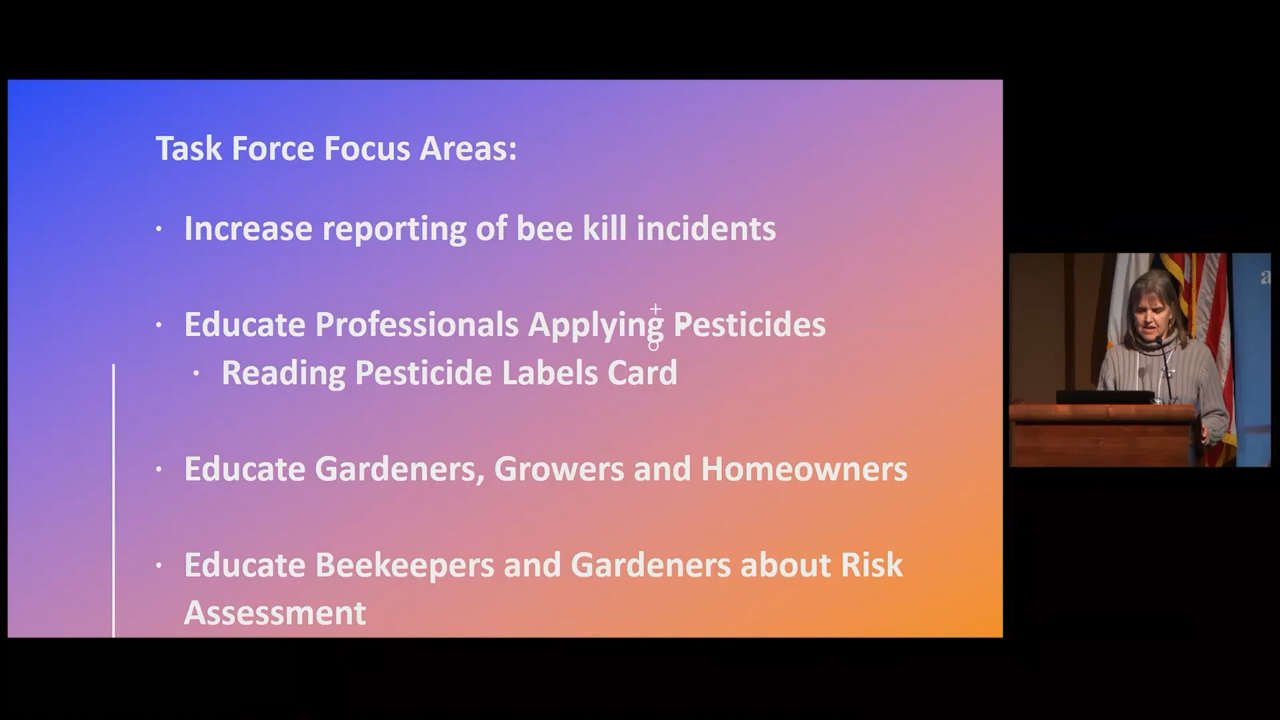 Task Force Focus Areas:
· Increase reporting of bee kill incidents
· Educate Professionals Applying Pesticides
· Reading Pesticide Labels Card
· Educate Gardeners, Growers and Homeowners
· Educate Beekeepers and Gardeners about Risk
Assessment